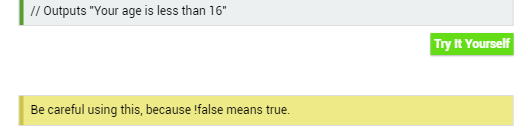 // Outputs "Your age is less than 16"
Try It Yourself
Be careful using this, because !false means true.